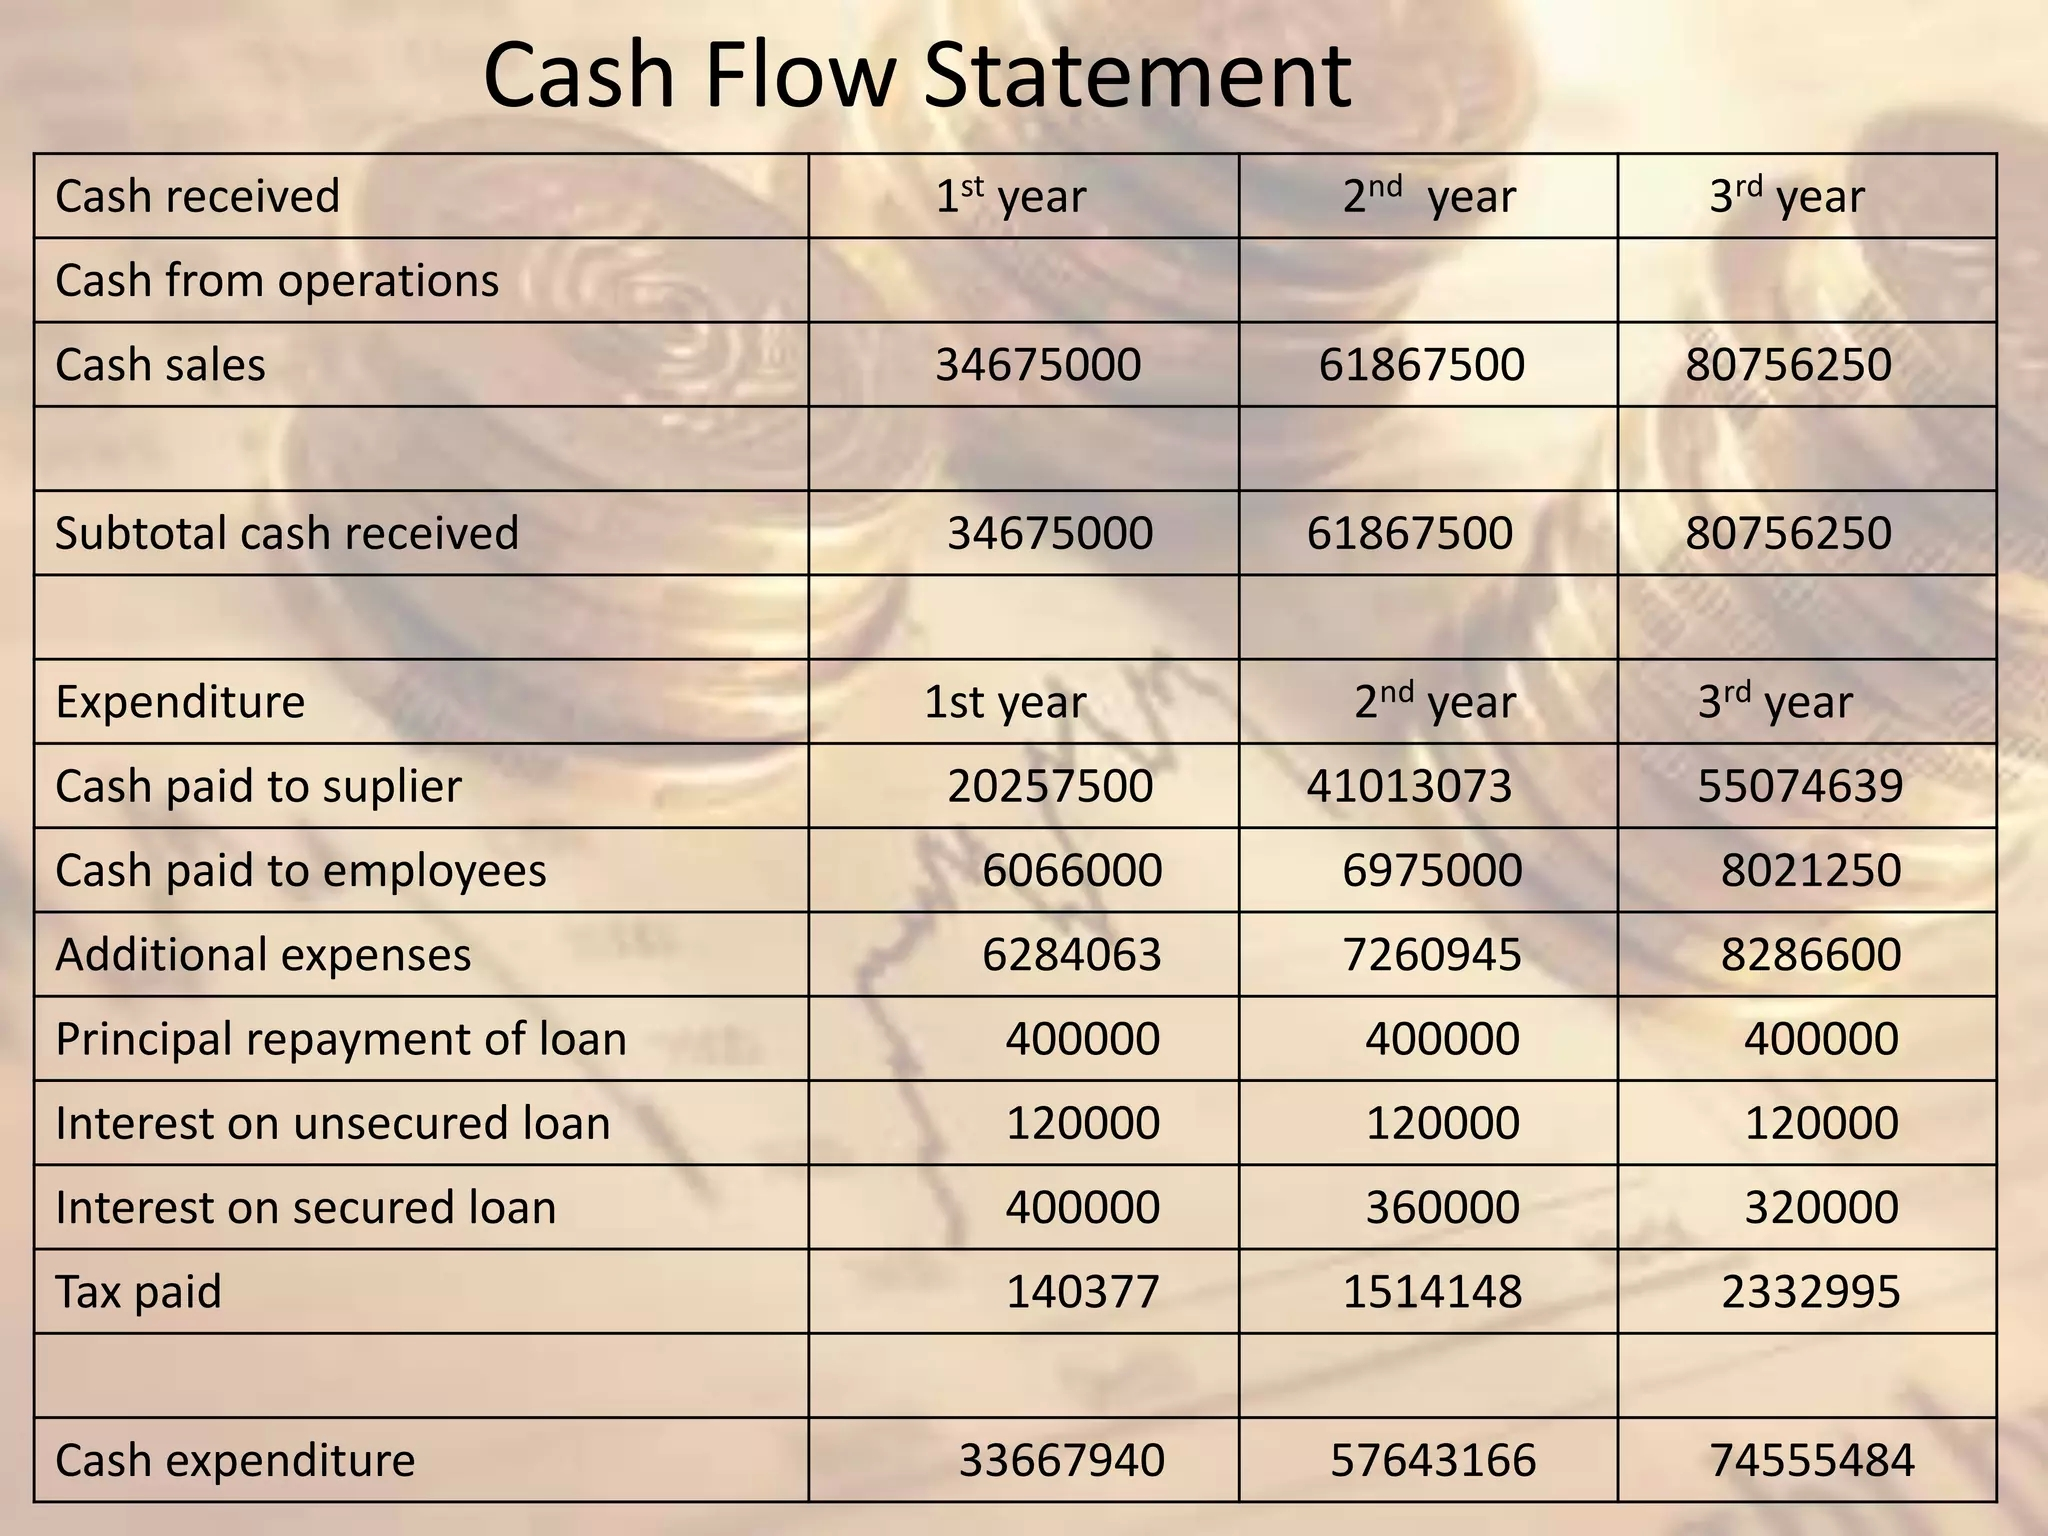 Cash Flow Statement
Cash received 1st year 2nd year 3rd year
Cash from operations
Cash sales 34675000 61867500 80756250
Subtotal cash received 34675000 61867500 80756250
Expenditure 1st year 2nd year 3rd year
Cash paid to suplier 20257500 41013073 55074639
Cash paid to employees 6066000 6975000 8021250
Additional expenses 6284063 7260945 8286600
Principal repayment of loan 400000 400000 400000
Interest on unsecured loan 120000 120000 120000
Interest on secured loan 400000 360000 320000
Tax paid 140377 1514148 2332995
Cash expenditure 33667940 57643166 74555484